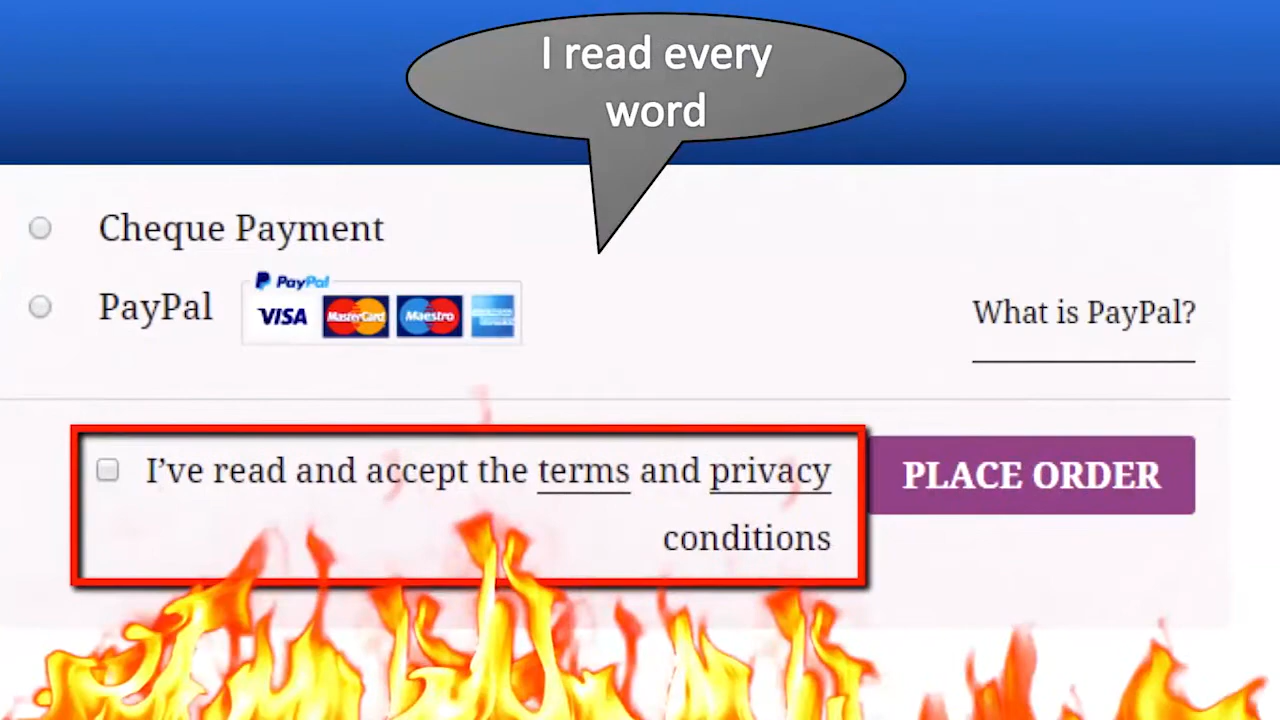 I read every
word
Cheque Payment
PayPal
PayPal
VISA MasterCard Maestro
What is PayPal?
I’ve read and accept the terms and privacy
conditions
PLACE ORDER